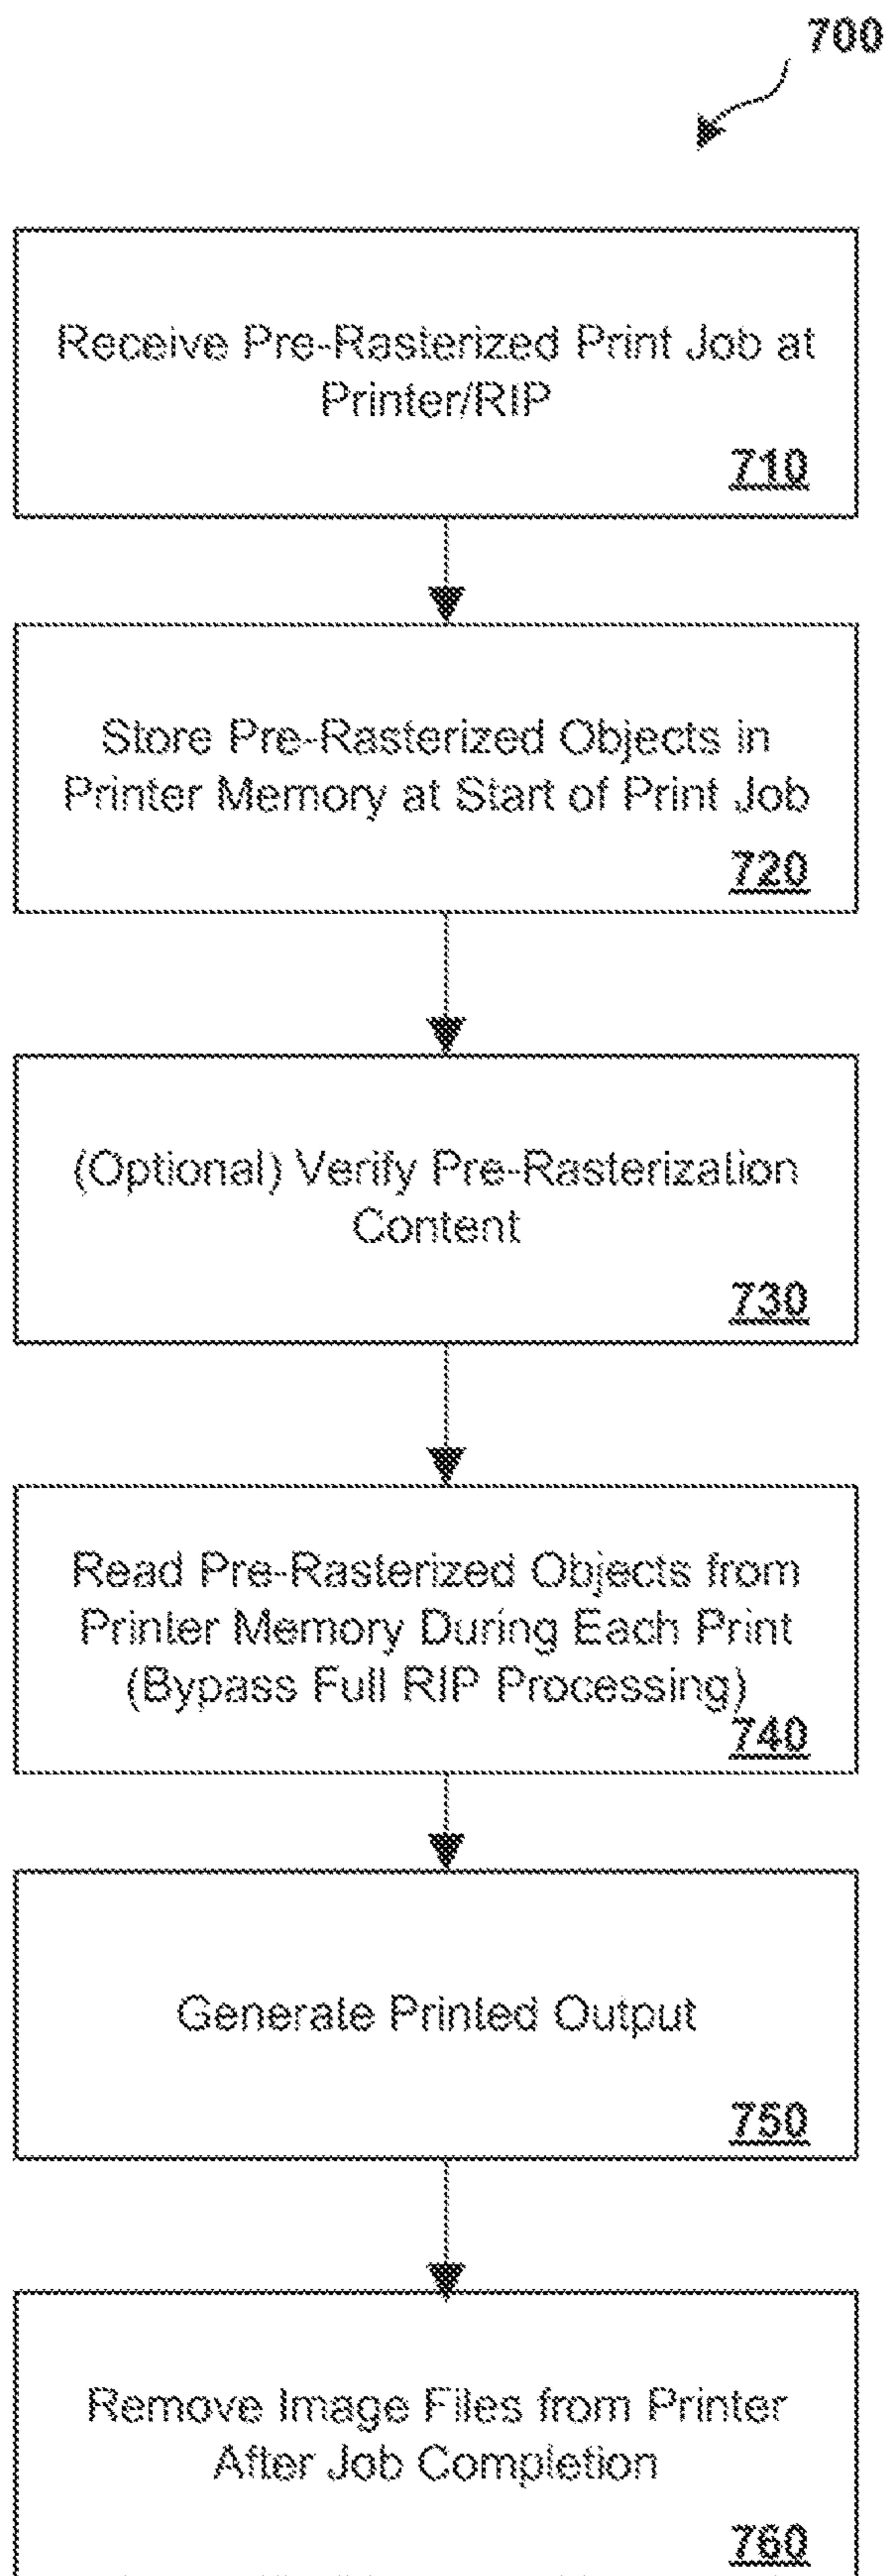 700
Receive Pre-Rasterized Print Job at
Printer/RIP
710
Store Pre-Rasterized Objects in
Printer Memory at Start of Print Job
720
(Optional) Verify Pre-Rasterization
Content
730
Read Pre-Rasterized Objects from
Printer Memory During Each Print
(Bypass Full RIP Processing)
740
Generate Printed Output
750
Remove Image Files from Printer
After Job Completion
760